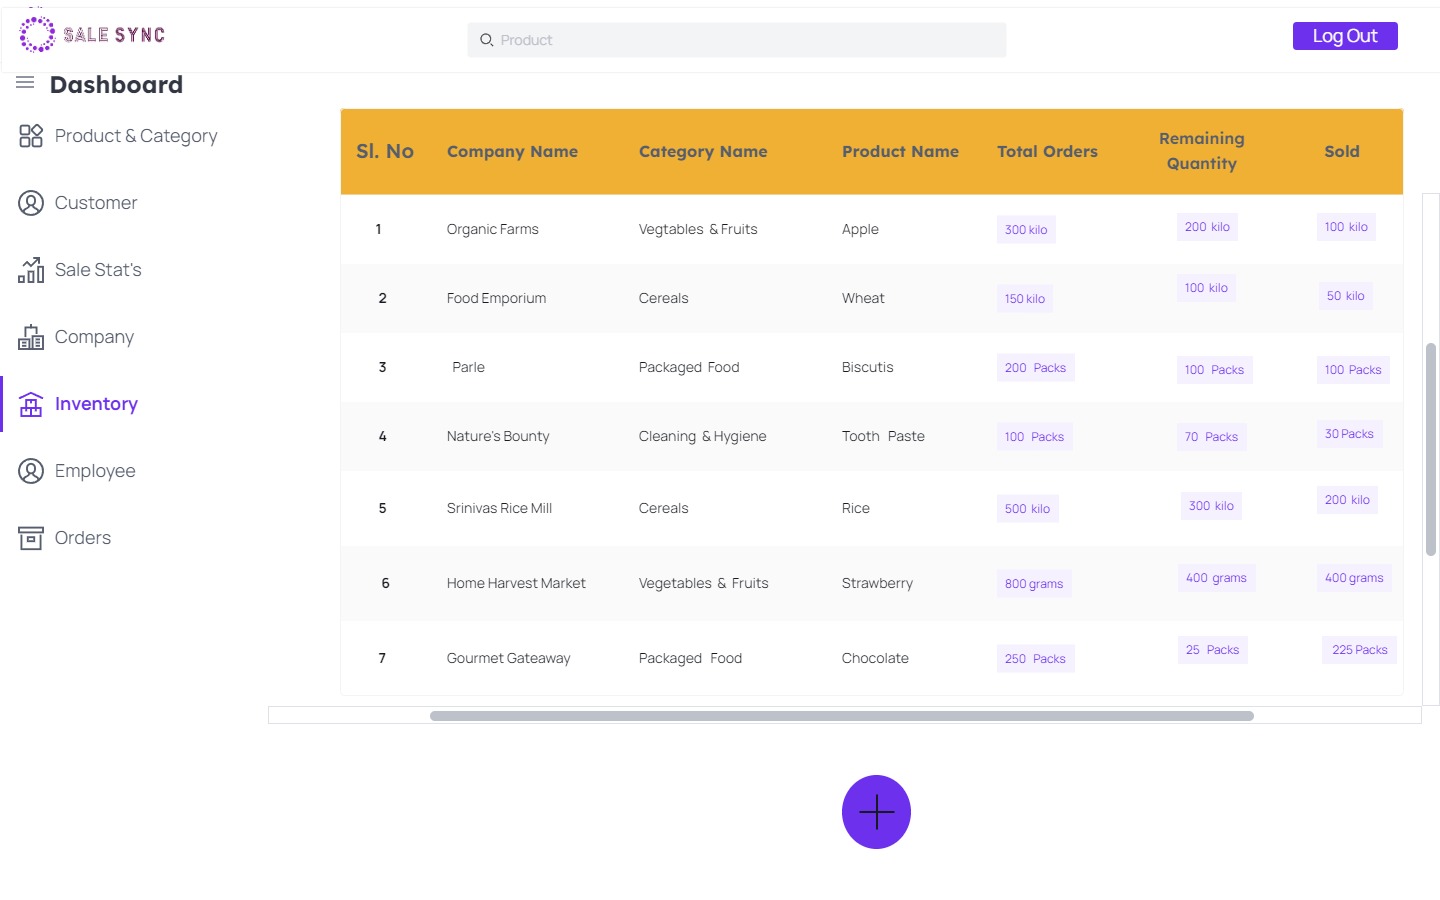 SALE SYNC
Product
Log Out
Dashboard
Product & Category
Customer
Sale Stat's
Company
Inventory
Employee
Orders
Sl. No Company Name Category Name Product Name Total Orders Remaining Quantity Sold
1 Organic Farms Vegtables & Fruits Apple 300 kilo 200 kilo 100 kilo
2 Food Emporium Cereals Wheat 150 kilo 100 kilo 50 kilo
3 Parle Packaged Food Biscutis 200 Packs 100 Packs 100 Packs
4 Nature's Bounty Cleaning & Hygiene Tooth Paste 100 Packs 70 Packs 30 Packs
5 Srinivas Rice Mill Cereals Rice 500 kilo 300 kilo 200 kilo
6 Home Harvest Market Vegetables & Fruits Strawberry 800 grams 400 grams 400 grams
7 Gourmet Gateaway Packaged Food Chocolate 250 Packs 25 Packs 225 Packs